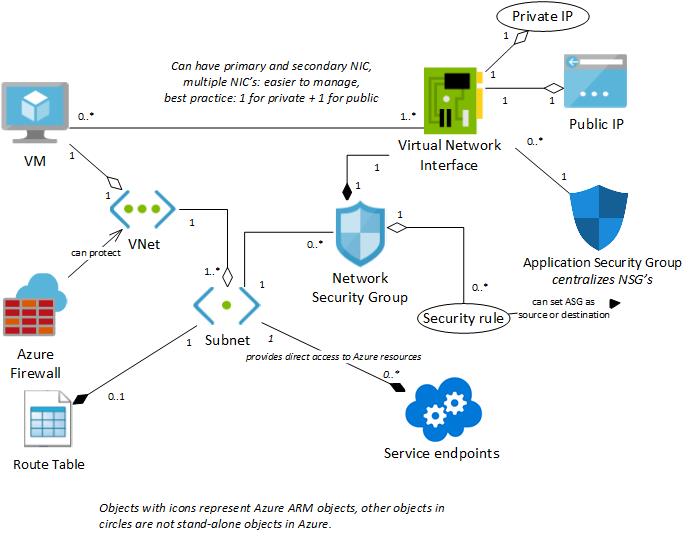 Private IP
1
Can have primary and secondary NIC,
multiple NIC's: easier to manage,
best practice: 1 for private + 1 for public
1
1
1
Public IP
0..*
1..*
VM
Virtual Network
Interface
0..*
1
1
1
1
1
1
1
0..*
VNet
can protect
Network
Security Group
Application Security Group
centralizes NSG's
1..*
1
0..*
can set ASG as
source or destination
Security rule
Subnet
1
1
Azure
Firewall
provides direct access to Azure resources
0..1
0..*
Route Table
Service endpoints
Objects with icons represent Azure ARM objects, other objects in
circles are not stand-alone objects in Azure.